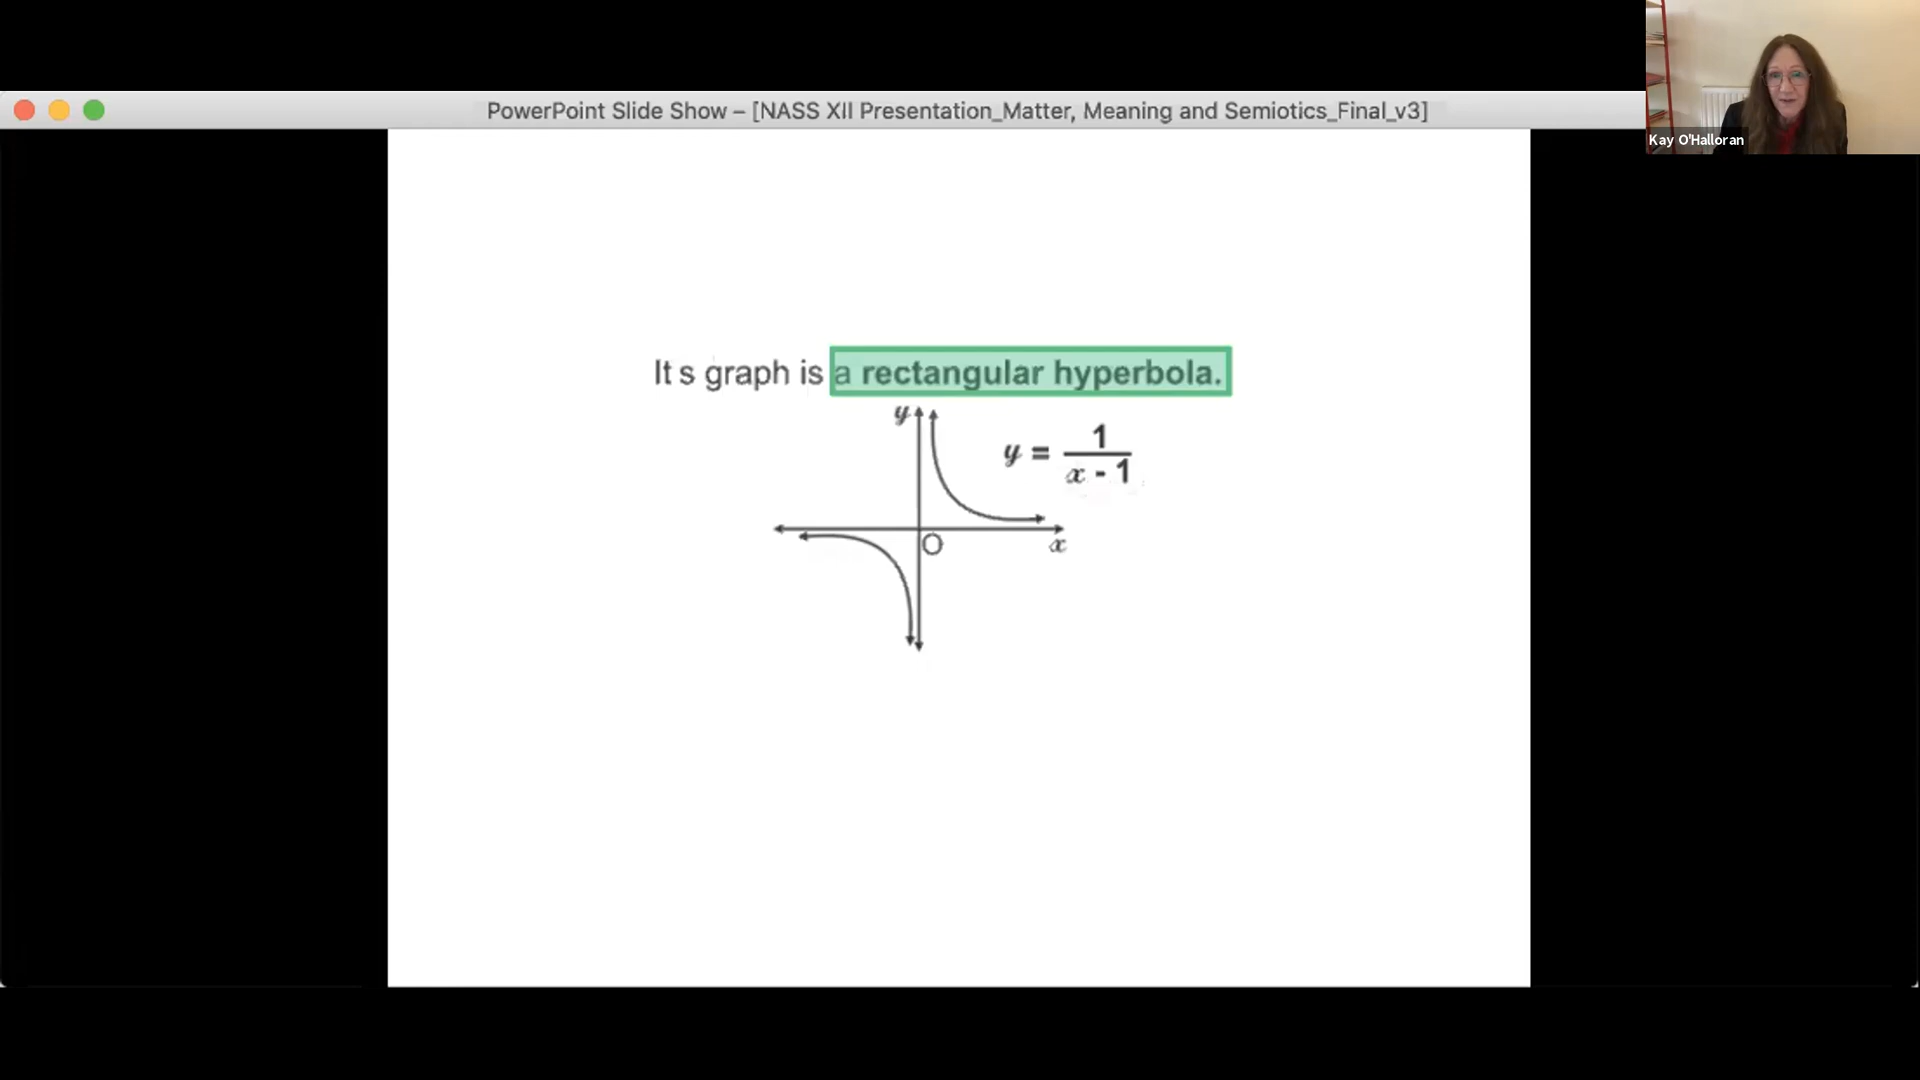 PowerPoint Slide Show – [NASS XII Presentation_Matter, Meaning and Semiotics_Final_v3]
Kay O'Halloran
It s graph is a rectangular hyperbola.
y
y = 1
x - 1
O
x